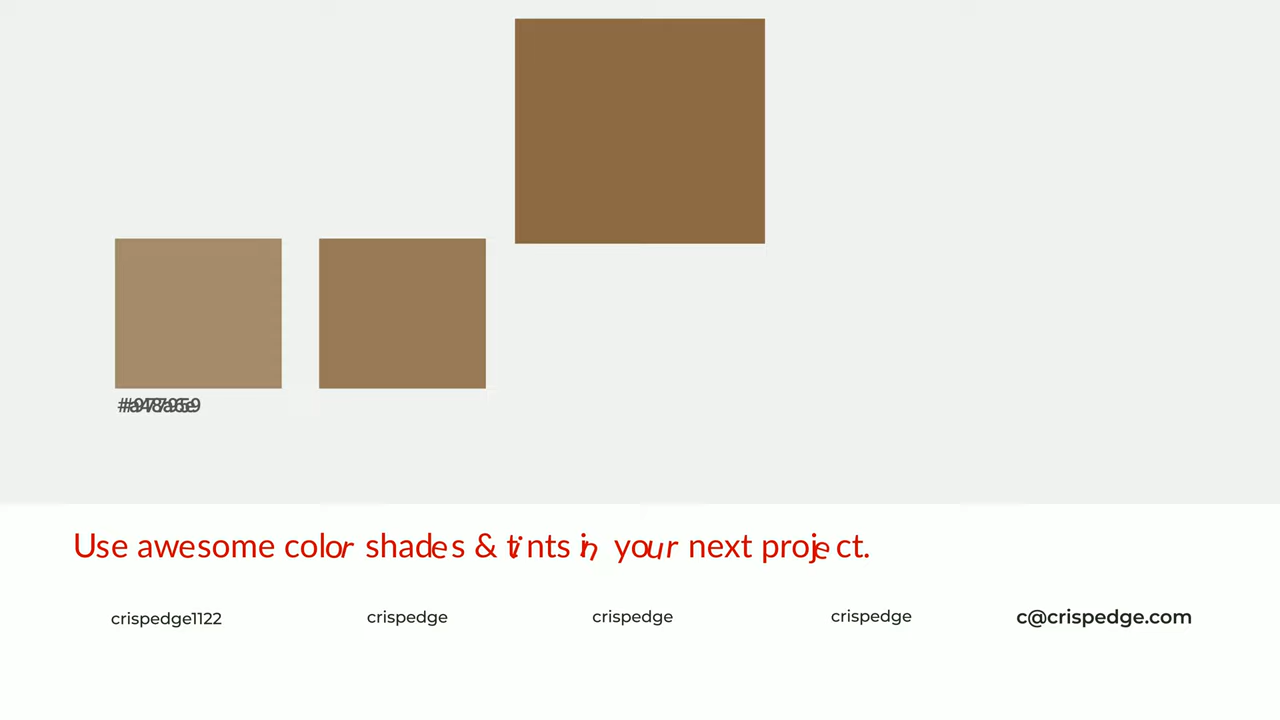 Use awesome color shades & tints in your next project.
crispedge1122 crispedge crispedge crispedge c@crispedge.com